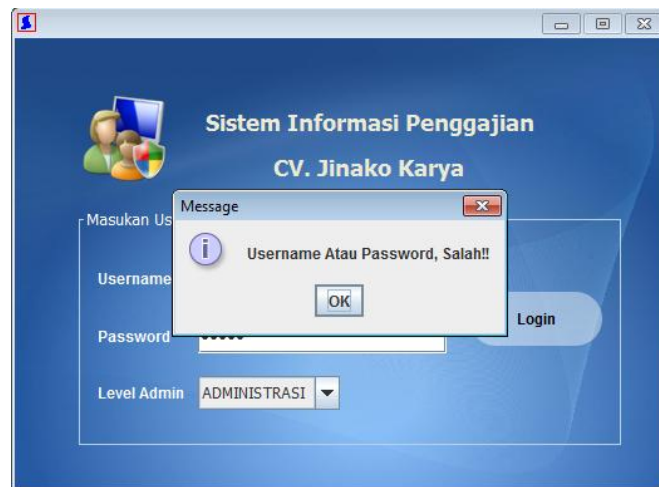 Sistem Informasi Penggajian
CV. Jinako Karya
Message
Masukan Us
Username Atau Password, Salah!!
Username
OK
Login
Password
Level Admin
ADMINISTRASI